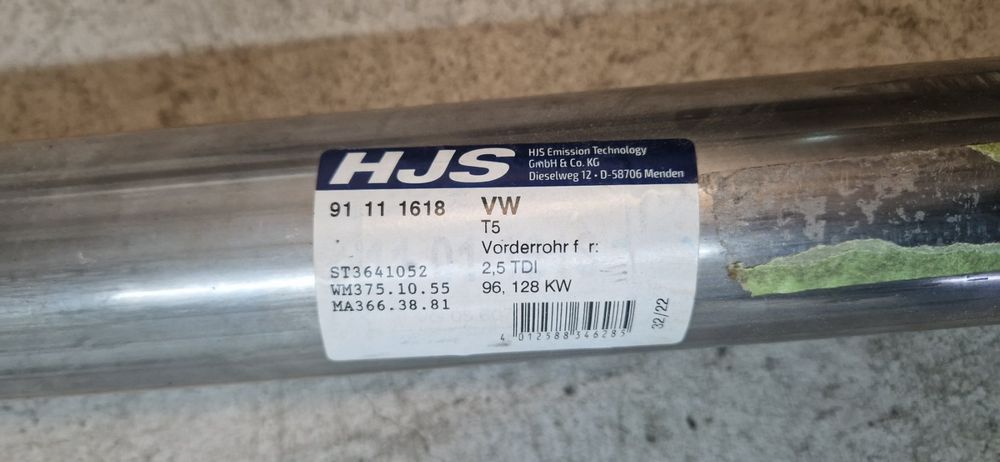 HJS
HJS Emission Technology
GmbH & Co. KG
Dieselweg 12 • D-58706 Menden
91 11 1618
VW
T5
Vorderrohr f r:
2,5 TDI
96, 128 KW
ST3641052
WM375.10.55
MA366.38.81
4 012588 346285
32/22